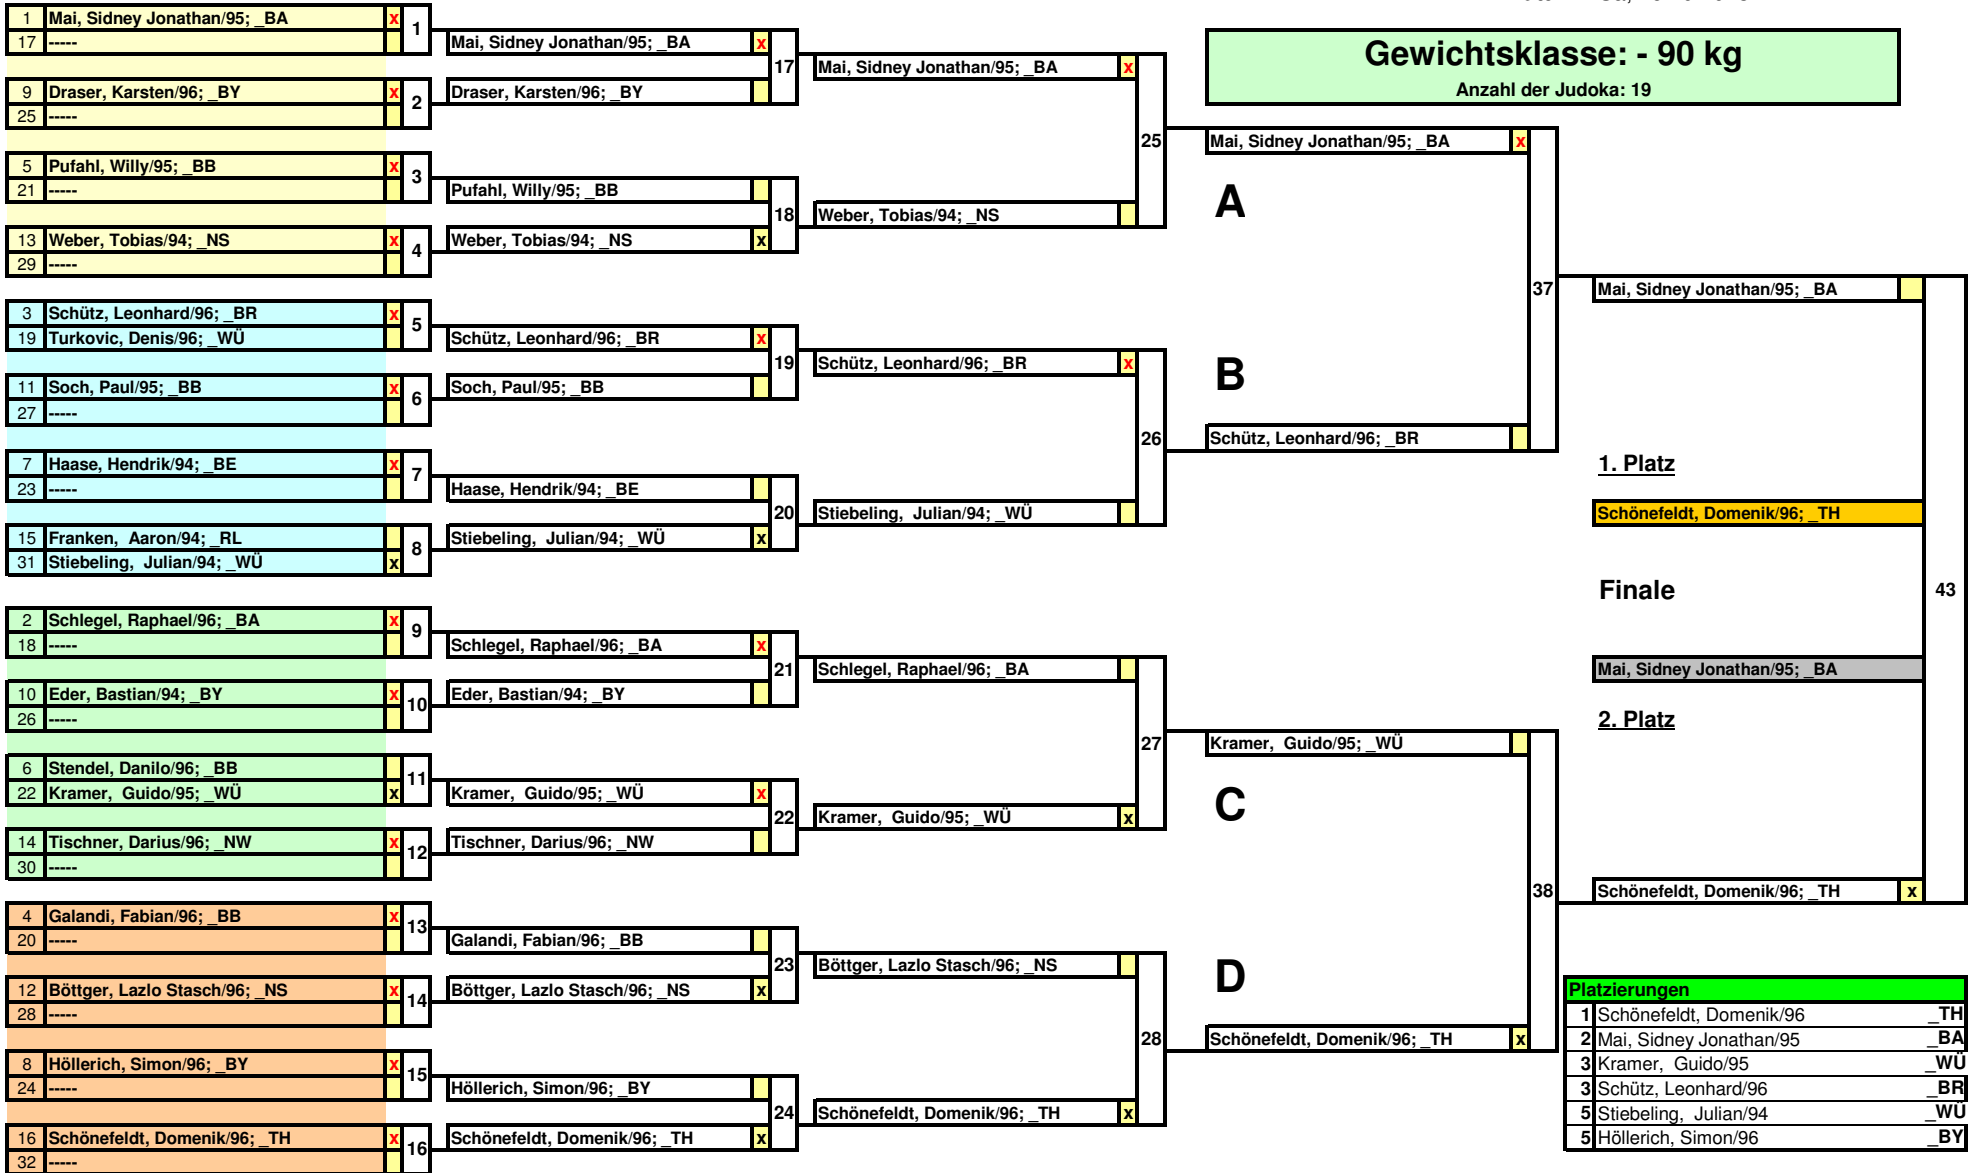 Gewichtsklasse: - 90 kg
Anzahl der Judoka: 19
1 Mai, Sidney Jonathan/95; _BA x
17 -----
1
9 Draser, Karsten/96; _BY x
25 -----
2
5 Pufahl, Willy/95; _BB x
21 -----
3
13 Weber, Tobias/94; _NS x
29 -----
4
3 Schütz, Leonhard/96; _BR x
19 Turkovic, Denis/96; _WÜ
5
11 Soch, Paul/95; _BB x
27 -----
6
7 Haase, Hendrik/94; _BE x
23 -----
7
15 Franken, Aaron/94; _RL
31 Stiebeling, Julian/94; _WÜ x
8
2 Schlegel, Raphael/96; _BA x
18 -----
9
10 Eder, Bastian/94; _BY x
26 -----
10
6 Stendel, Danilo/96; _BB
22 Kramer, Guido/95; _WÜ x
11
14 Tischner, Darius/96; _NW x
30 -----
12
4 Galandi, Fabian/96; _BB x
20 -----
13
12 Böttger, Lazlo Stasch/96; _NS x
28 -----
14
8 Höllerich, Simon/96; _BY x
24 -----
15
16 Schönefeldt, Domenik/96; _TH x
32 -----
16
Mai, Sidney Jonathan/95; _BA x
17
Draser, Karsten/96; _BY
Pufahl, Willy/95; _BB
18
Weber, Tobias/94; _NS x
Schütz, Leonhard/96; _BR x
19
Soch, Paul/95; _BB
Haase, Hendrik/94; _BE
20
Stiebeling, Julian/94; _WÜ x
Schlegel, Raphael/96; _BA x
21
Eder, Bastian/94; _BY
Kramer, Guido/95; _WÜ x
22
Tischner, Darius/96; _NW
Galandi, Fabian/96; _BB
23
Böttger, Lazlo Stasch/96; _NS x
Höllerich, Simon/96; _BY
24
Schönefeldt, Domenik/96; _TH x
Mai, Sidney Jonathan/95; _BA x
25
Weber, Tobias/94; _NS
Schütz, Leonhard/96; _BR x
26
Stiebeling, Julian/94; _WÜ
Schlegel, Raphael/96; _BA
27
Kramer, Guido/95; _WÜ x
Böttger, Lazlo Stasch/96; _NS
28
Schönefeldt, Domenik/96; _TH x
Mai, Sidney Jonathan/95; _BA x
A
37
B
Schütz, Leonhard/96; _BR
Kramer, Guido/95; _WÜ
C
38
D
Schönefeldt, Domenik/96; _TH x
Mai, Sidney Jonathan/95; _BA
1. Platz
Schönefeldt, Domenik/96; _TH
Finale
43
Mai, Sidney Jonathan/95; _BA
2. Platz
Schönefeldt, Domenik/96; _TH x
Platzierungen
1 Schönefeldt, Domenik/96 _TH
2 Mai, Sidney Jonathan/95 _BA
3 Kramer, Guido/95 _WÜ
3 Schütz, Leonhard/96 _BR
5 Stiebeling, Julian/94 _WÜ
5 Höllerich, Simon/96 _BY